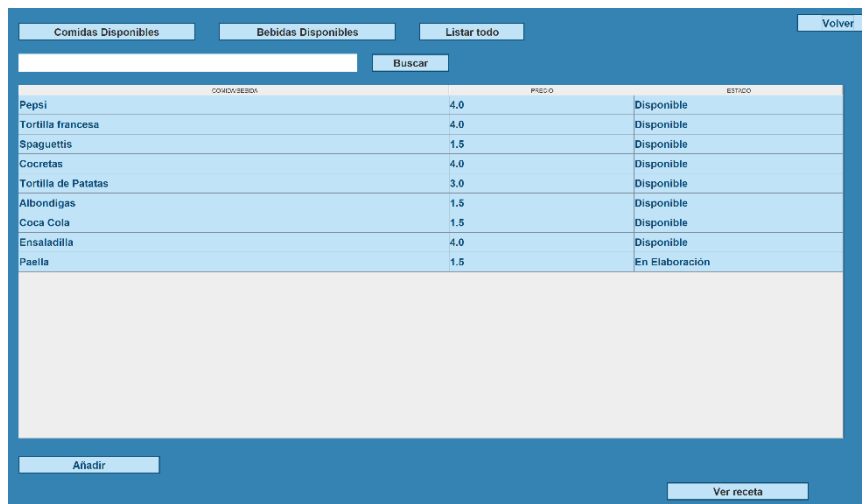 Volver
Comidas Disponibles Bebidas Disponibles Listar todo
Buscar
COMIDA/BEBIDA PRECIO ESTADO
Pepsi 4.0 Disponible
Tortilla francesa 4.0 Disponible
Spaguettis 1.5 Disponible
Cocretas 4.0 Disponible
Tortilla de Patatas 3.0 Disponible
Albondigas 1.5 Disponible
Coca Cola 1.5 Disponible
Ensaladilla 4.0 Disponible
Paella 1.5 En Elaboración
Añadir
Ver receta